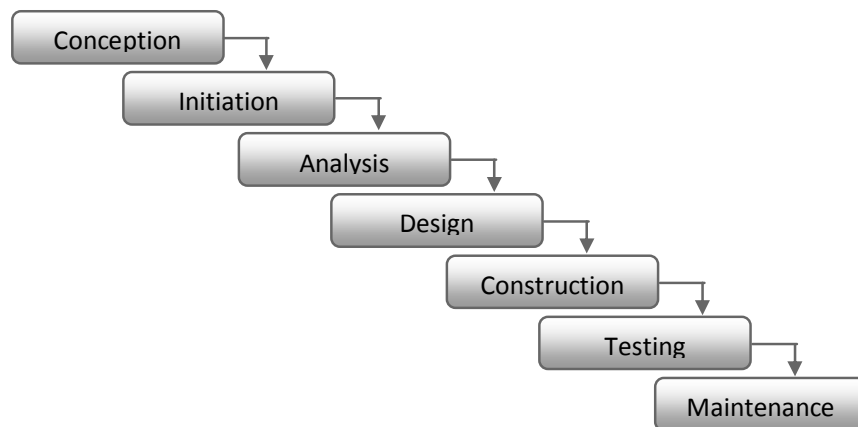 Conception
Initiation
Analysis
Design
Construction
Testing
Maintenance